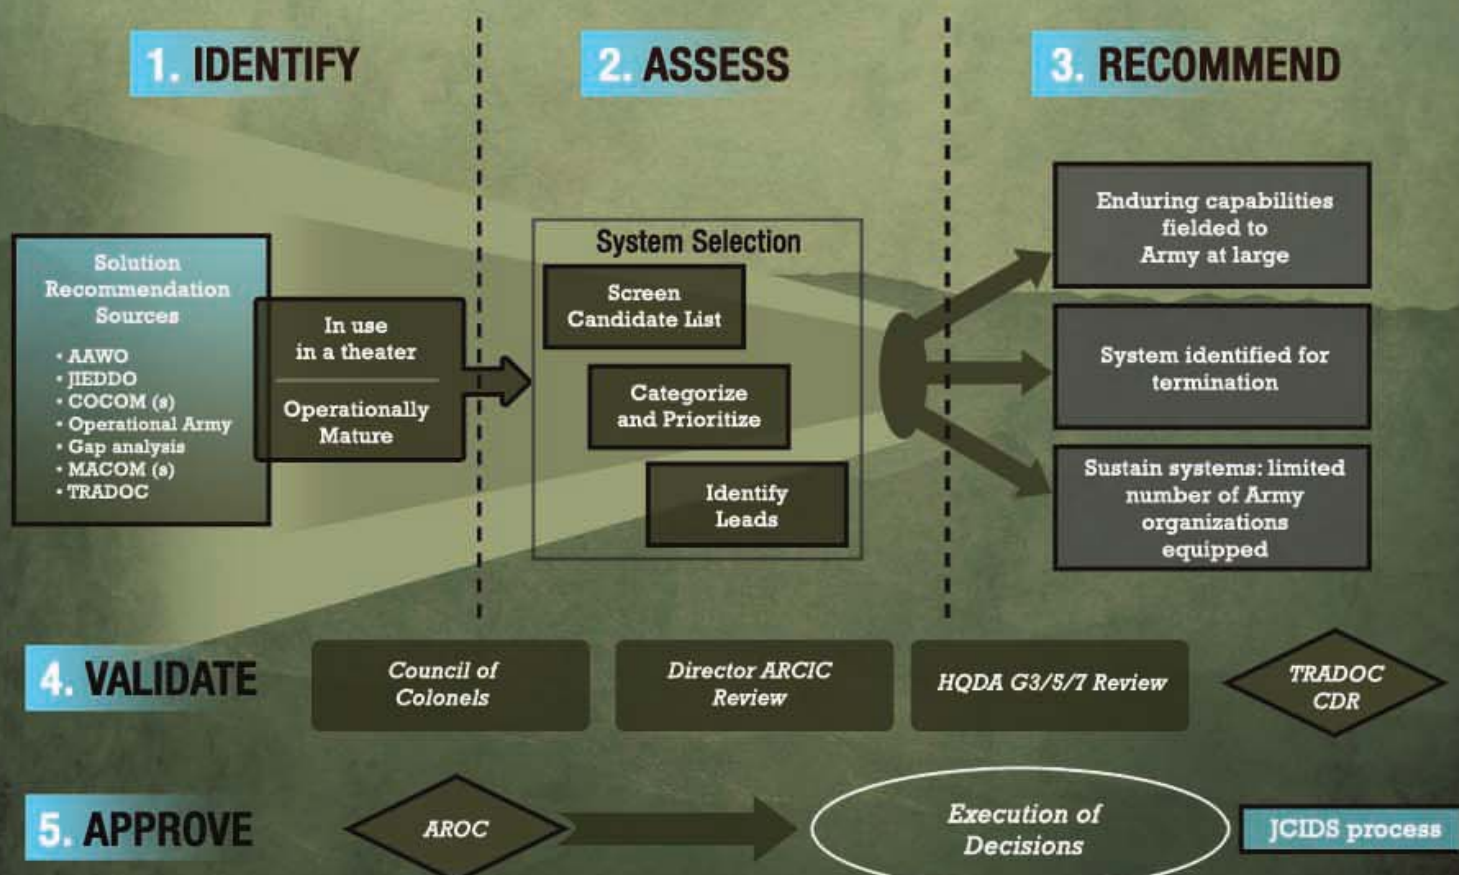 1. IDENTIFY
2. ASSESS
3. RECOMMEND
Solution
Recommendation
Sources
• AAWO
• JIEDDO
• COCOM (s)
• Operational Army
• Gap analysis
• MACOM (s)
• TRADOC
In use
in a theater
Operationally
Mature
System Selection
Screen
Candidate List
Categorize
and Prioritize
Identify
Leads
Enduring capabilities
fielded to
Army at large
System identified for
termination
Sustain systems: limited
number of Army
organizations
equipped
4. VALIDATE
Council of
Colonels
Director ARCIC
Review
HQDA G3/5/7 Review
TRADOC
CDR
5. APPROVE
AROC
Execution of
Decisions
JCIDS process